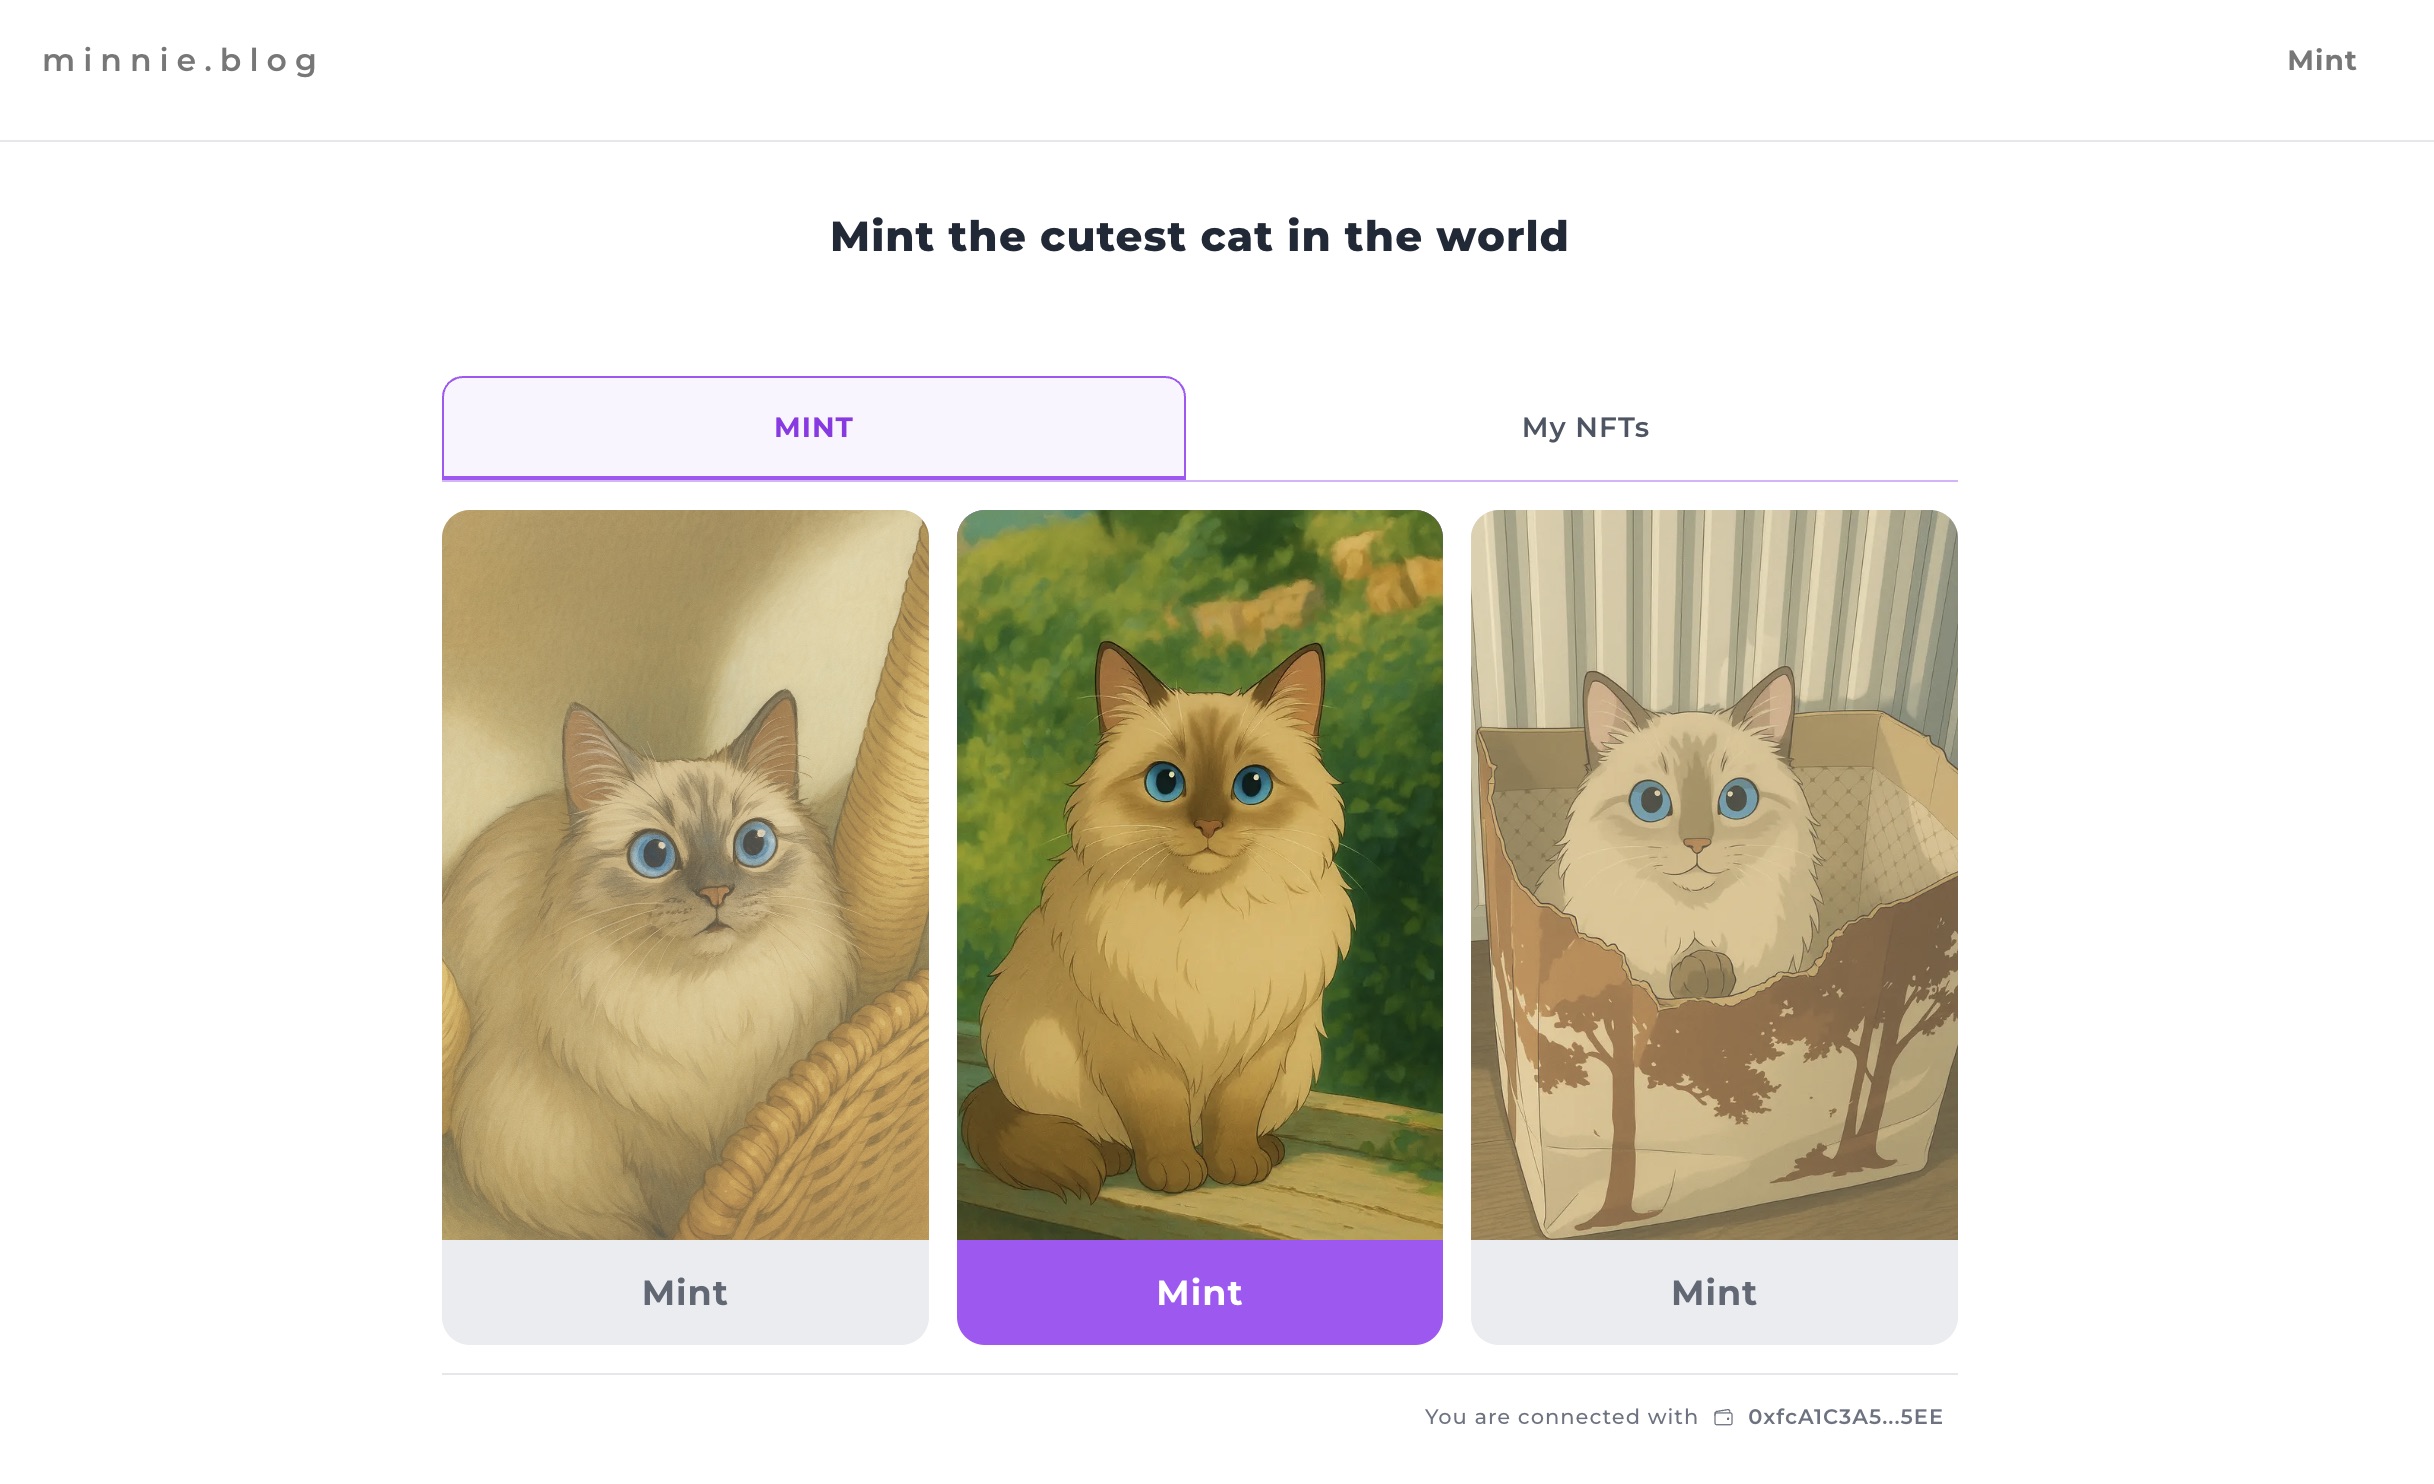 minnie.blog
Mint
Mint the cutest cat in the world
MINT
My NFTs
Mint
Mint
Mint
You are connected with 0xfcA1C3A5...5EE